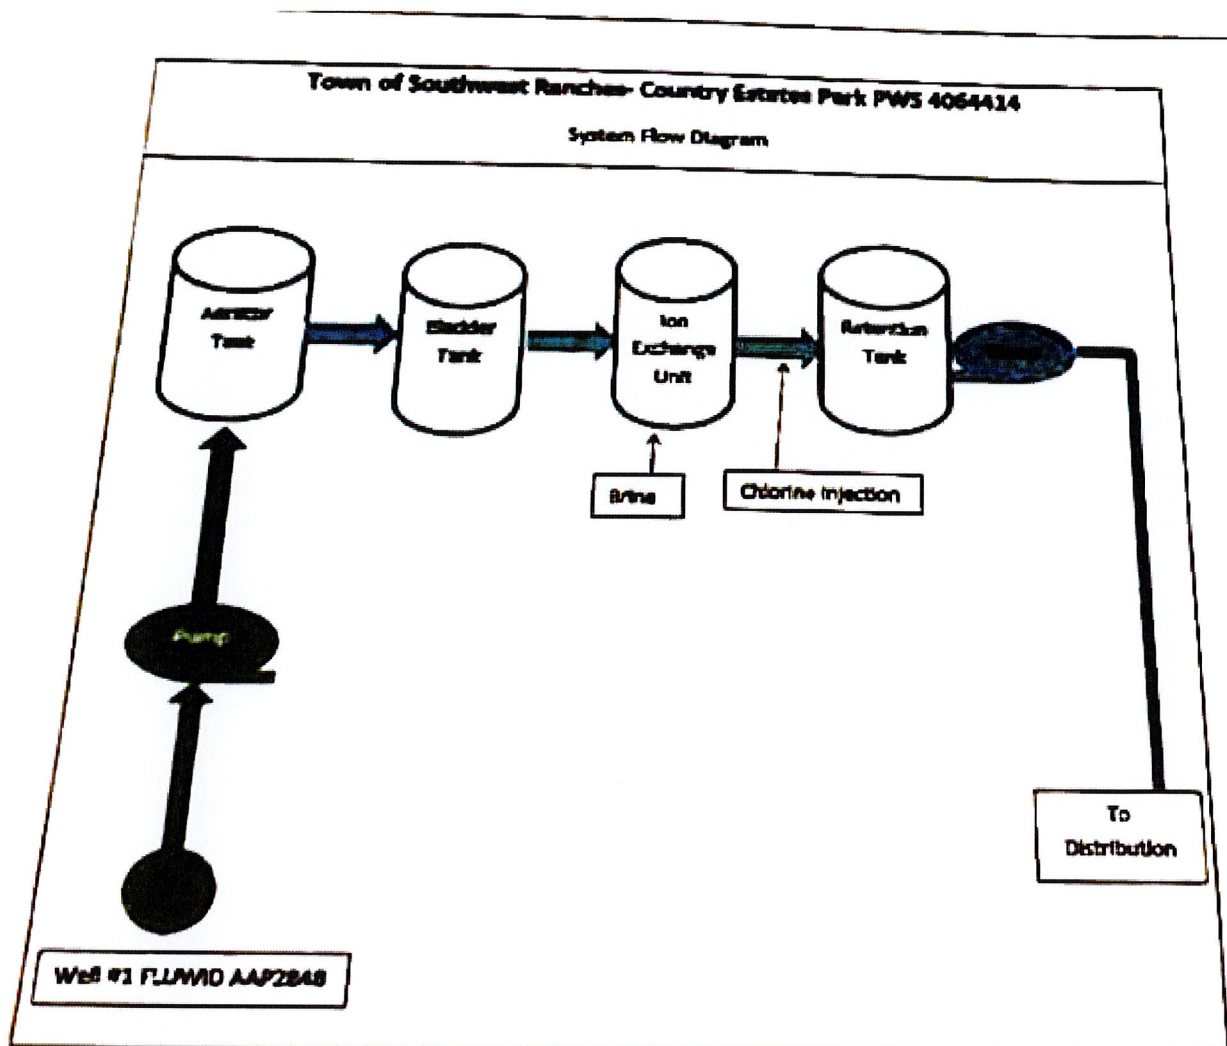 Town of Southwest Ranches- Country Estates Park PWS 4064414
System Flow Diagram
Aerator
Tank
Bladder
Tank
Ion
Exchange
Unit
Retention
Tank
Brine
Chlorine Injection
Pump
To
Distribution
Well #1 FLUWID AAP2848